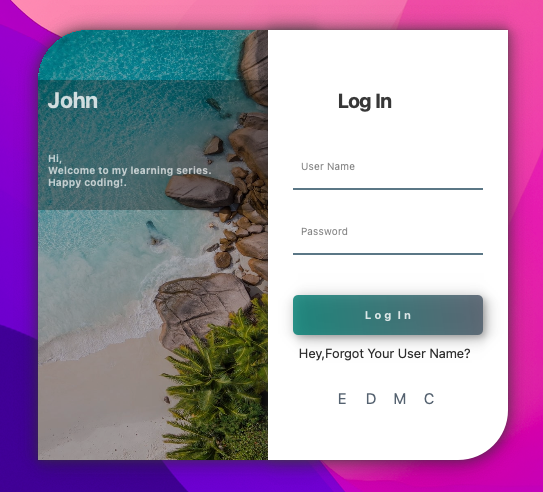 John
Hi,
Welcome to my learning series.
Happy coding!.
Log In
User Name
Password
Log In
Hey,Forgot Your User Name?
E D M C